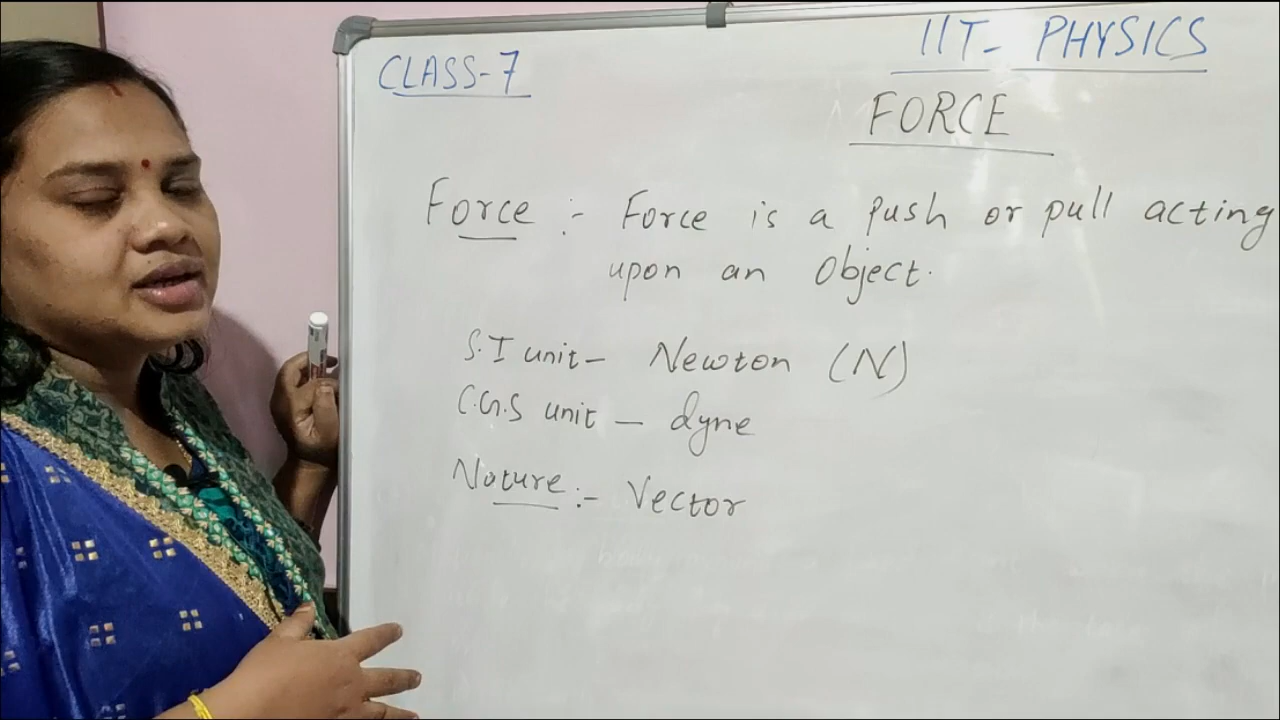 CLASS-7
IIT- PHYSICS
FORCE
Force :- Force is a push or pull acting
upon an Object.
S.I unit- Newton (N)
C.G.S unit - dyne
Nature :- Vector